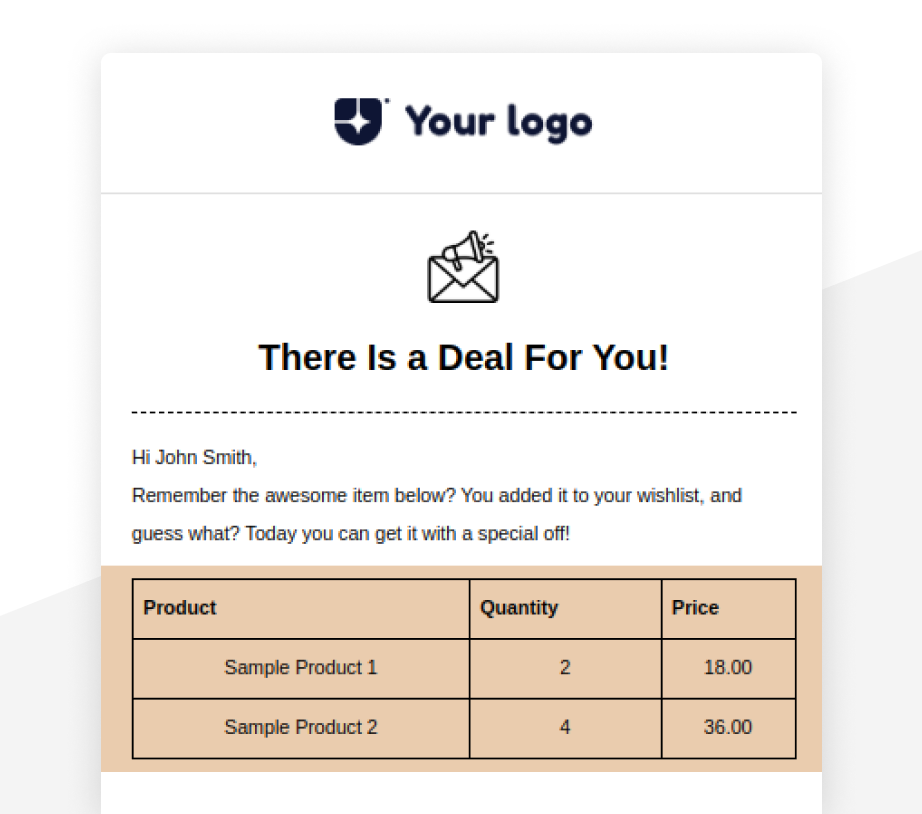 Your logo
There Is a Deal For You!
Hi John Smith,
Remember the awesome item below? You added it to your wishlist, and
guess what? Today you can get it with a special off!
Product Quantity Price
Sample Product 1 2 18.00
Sample Product 2 4 36.00